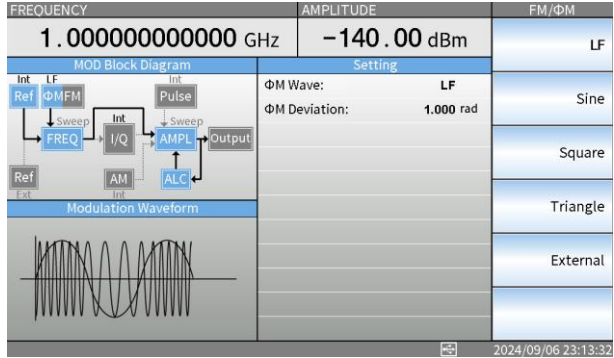 FREQUENCY AMPLITUDE FM/ΦM
1.000000000000 GHz -140.00 dBm LF
MOD Block Diagram Setting
Int LF Int
Ref ΦM FM Pulse
ΦM Wave: LF
Sine
ΦM Deviation: 1.000 rad
Sweep Int Sweep
FREQ I/Q AMPL Output
Square
Ref AM ALC
Ext Int
Modulation Waveform
Triangle
External
2024/09/06 23:13:32